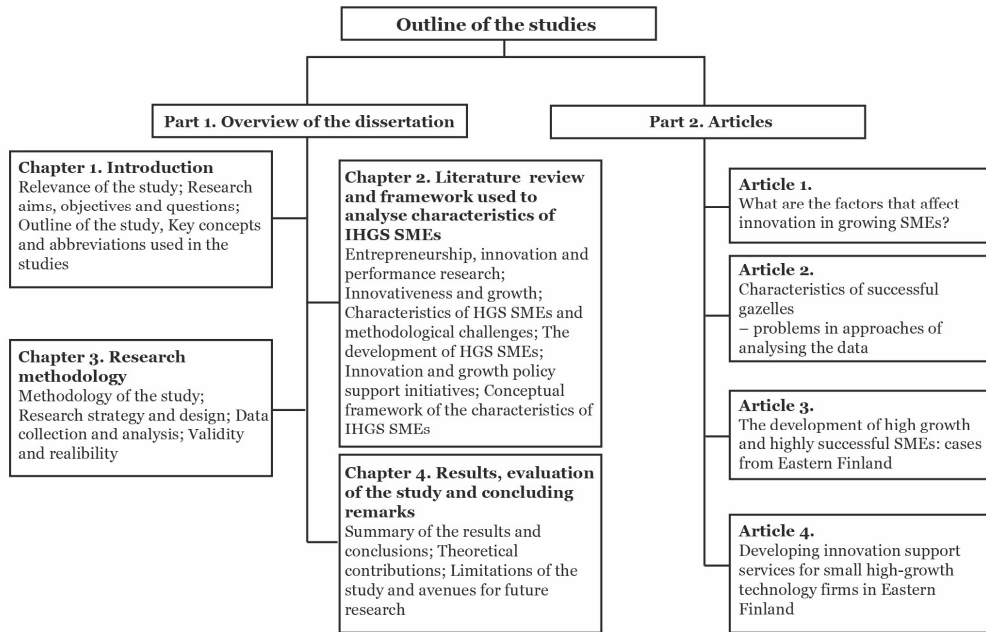 Outline of the studies
Part 1. Overview of the dissertation
Part 2. Articles
Chapter 1. Introduction
Relevance of the study; Research
aims, objectives and questions;
Outline of the study, Key concepts
and abbreviations used in the
studies
Chapter 2. Literature review
and framework used to
analyse characteristics of
IHGS SMEs
Entrepreneurship, innovation and
performance research;
Innovativeness and growth;
Characteristics of HGS SMEs and
methodological challenges; The
development of HGS SMEs;
Innovation and growth policy
support initiatives; Conceptual
framework of the characteristics of
IHGS SMEs
Chapter 3. Research
methodology
Methodology of the study;
Research strategy and design; Data
collection and analysis; Validity
and realibility
Chapter 4. Results, evaluation
of the study and concluding
remarks
Summary of the results and
conclusions; Theoretical
contributions; Limitations of the
study and avenues for future
research
Article 1.
What are the factors that affect
innovation in growing SMEs?
Article 2.
Characteristics of successful
gazelles
– problems in approaches of
analysing the data
Article 3.
The development of high growth
and highly successful SMEs: cases
from Eastern Finland
Article 4.
Developing innovation support
services for small high-growth
technology firms in Eastern
Finland